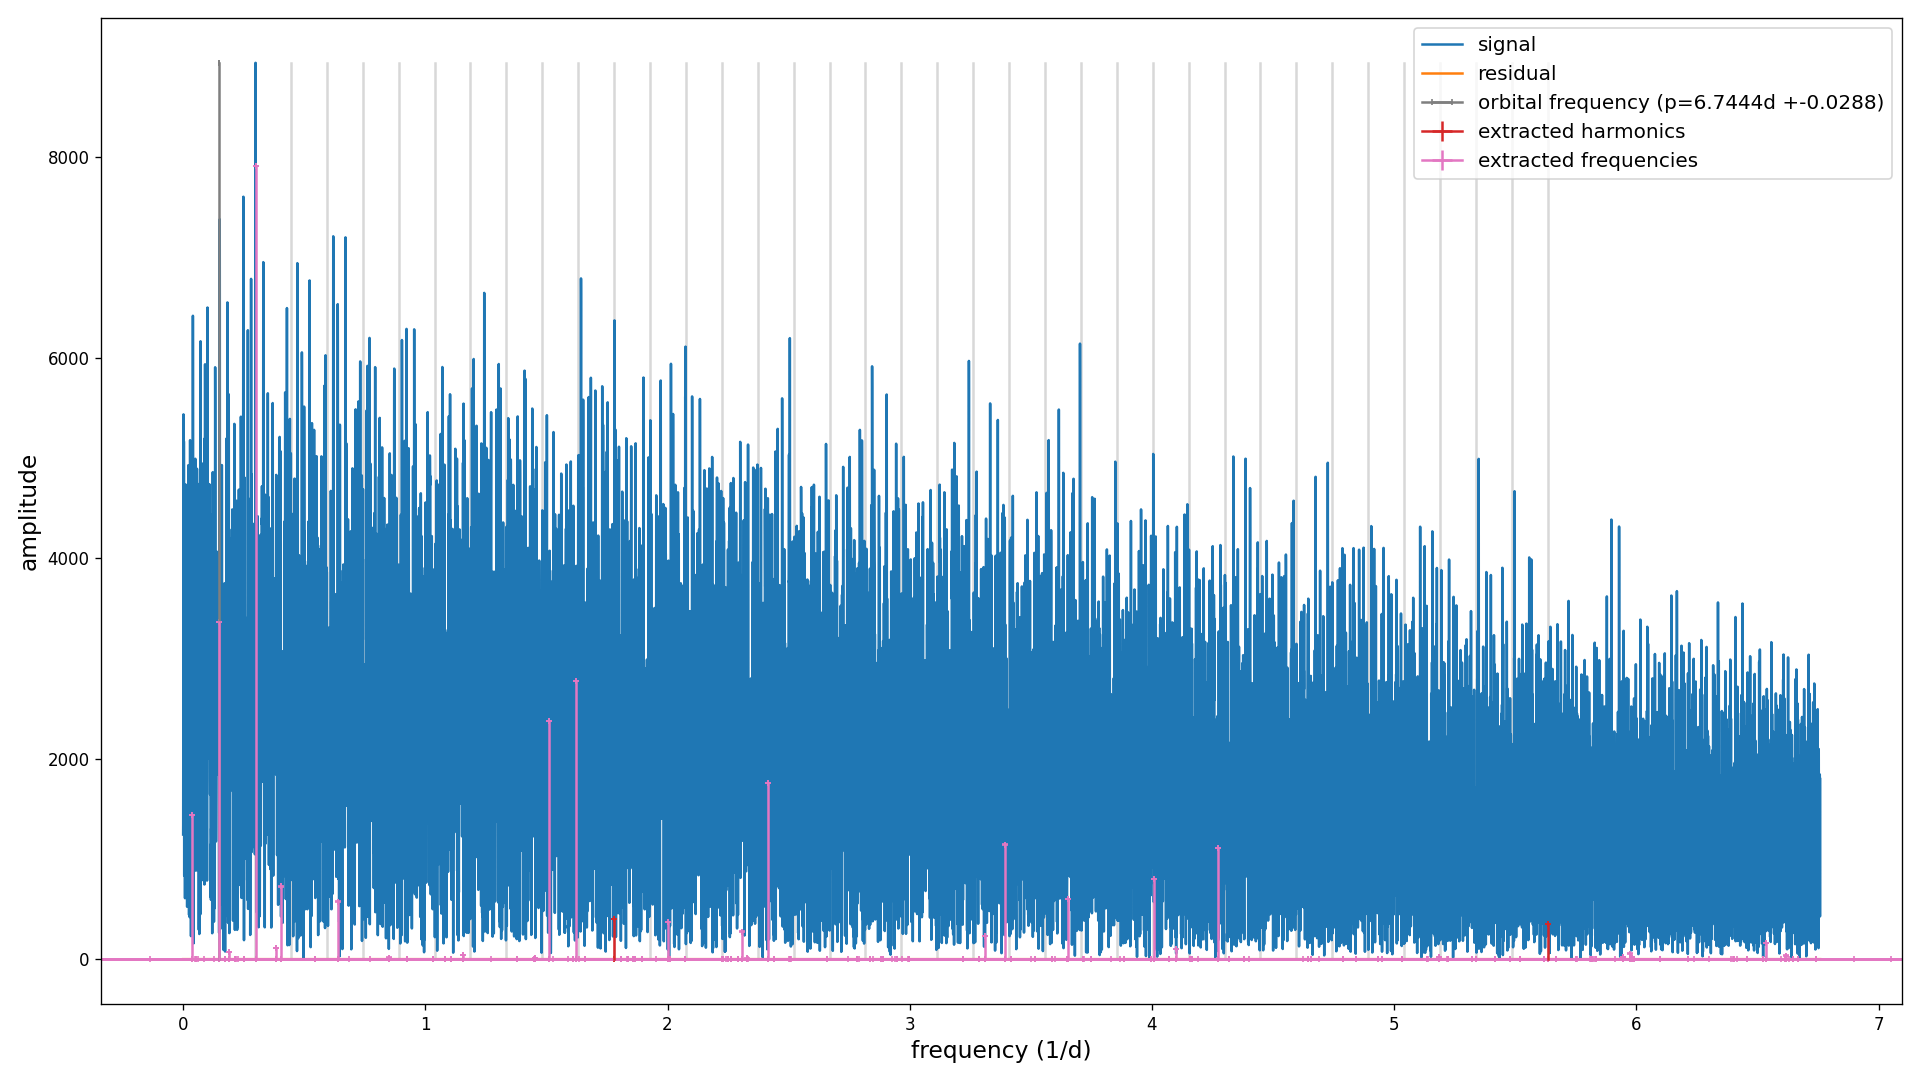 signal
residual
orbital frequency (p=6.7444d +-0.0288)
extracted harmonics
extracted frequencies
8000
6000
4000
2000
0
amplitude
0 1 2 3 4 5 6 7
frequency (1/d)